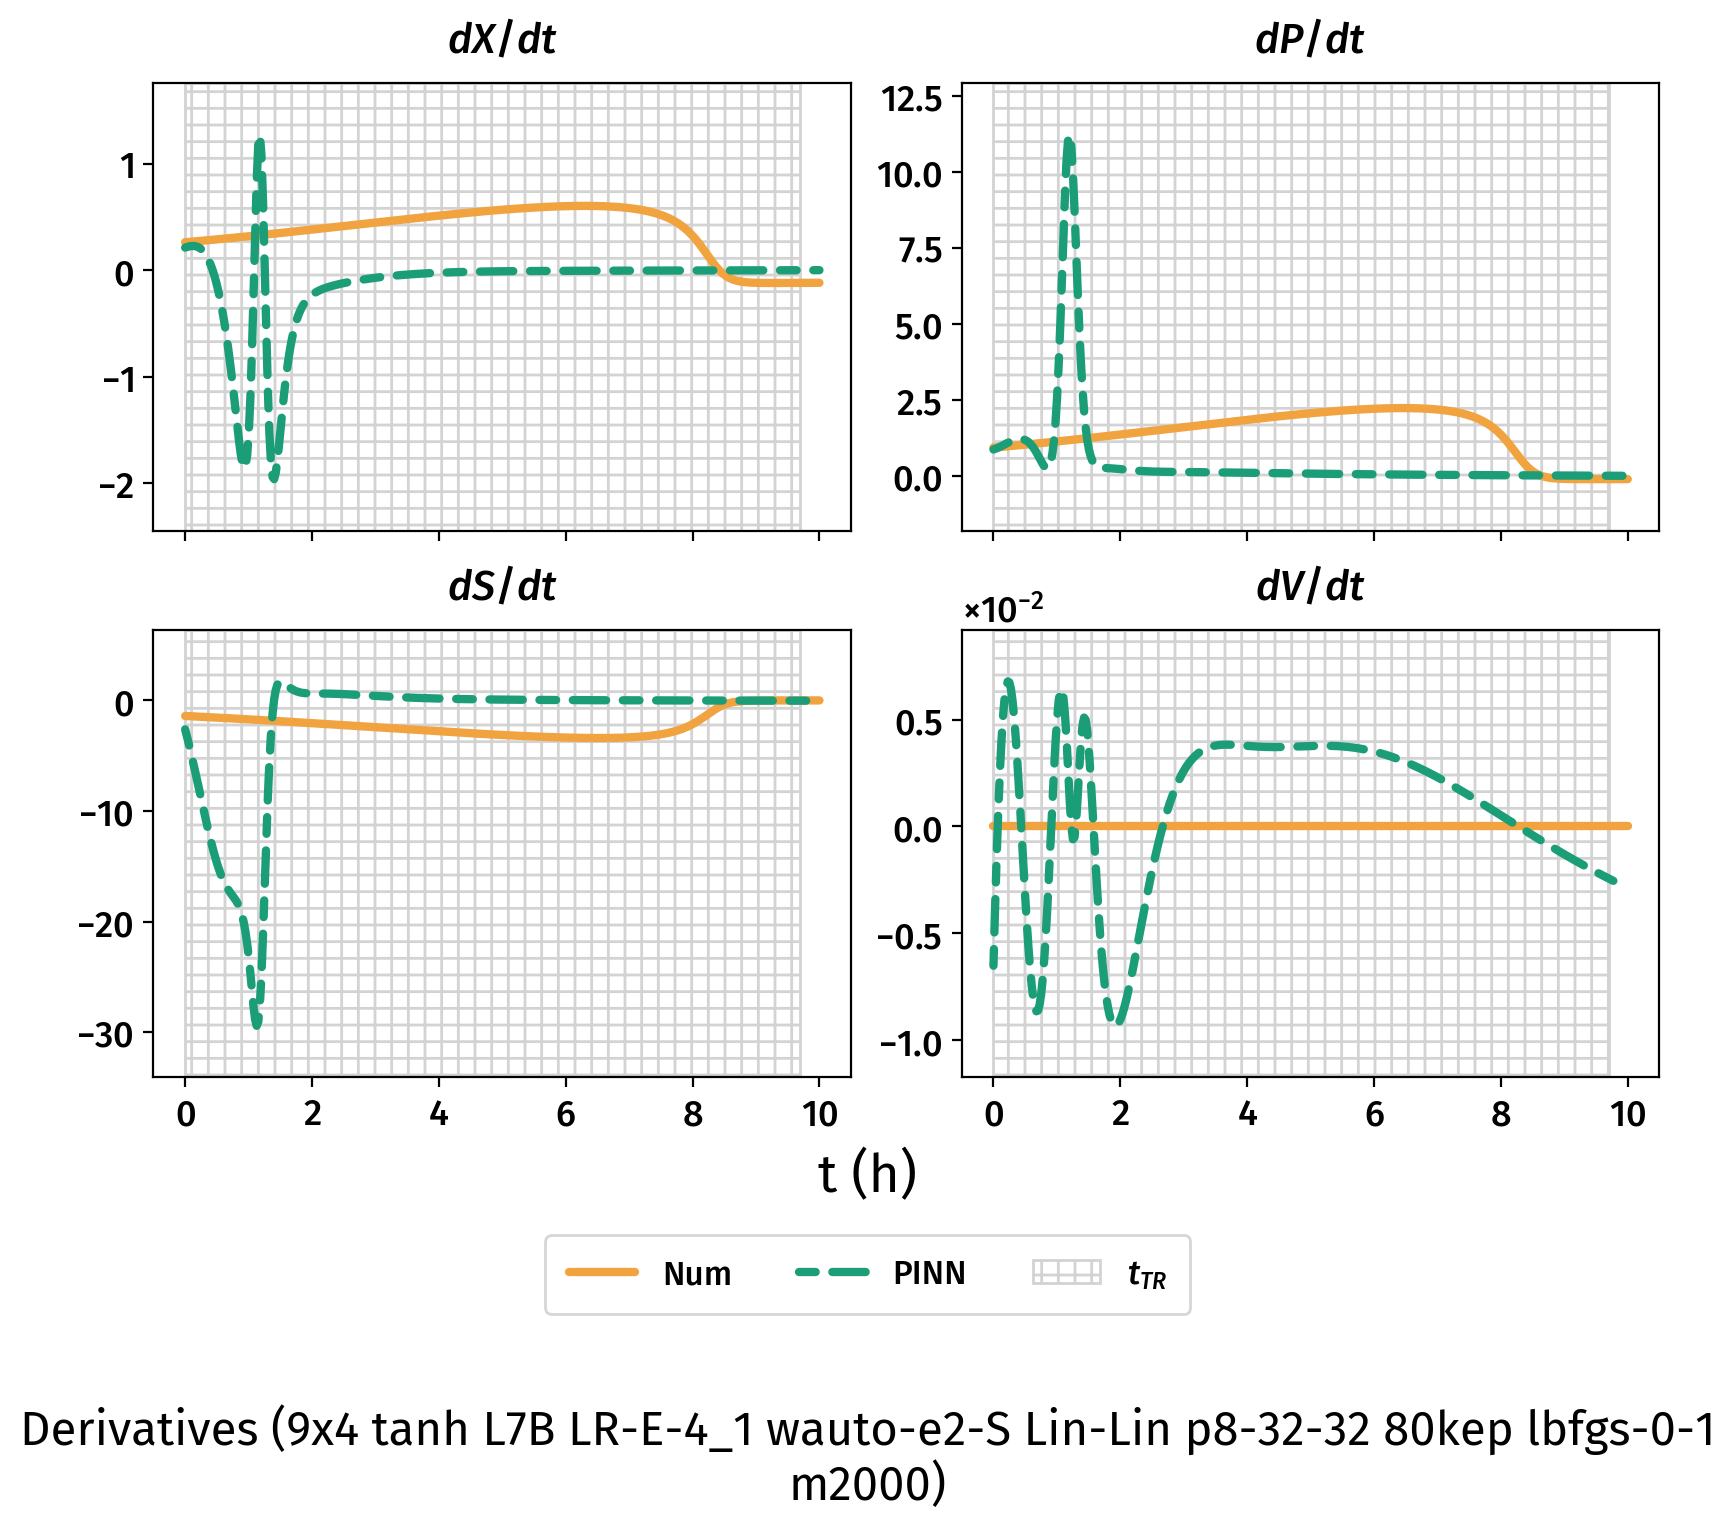 dX/dt
dP/dt
1
0
−1
−2
12.5
10.0
7.5
5.0
2.5
0.0
dS/dt
dV/dt
×10⁻²
0
−10
−20
−30
0.5
0.0
−0.5
−1.0
0 2 4 6 8 10
0 2 4 6 8 10
t (h)
Num PINN t_TR
Derivatives (9x4 tanh L7B LR-E-4_1 wauto-e2-S Lin-Lin p8-32-32 80kep lbfgs-0-1
m2000)